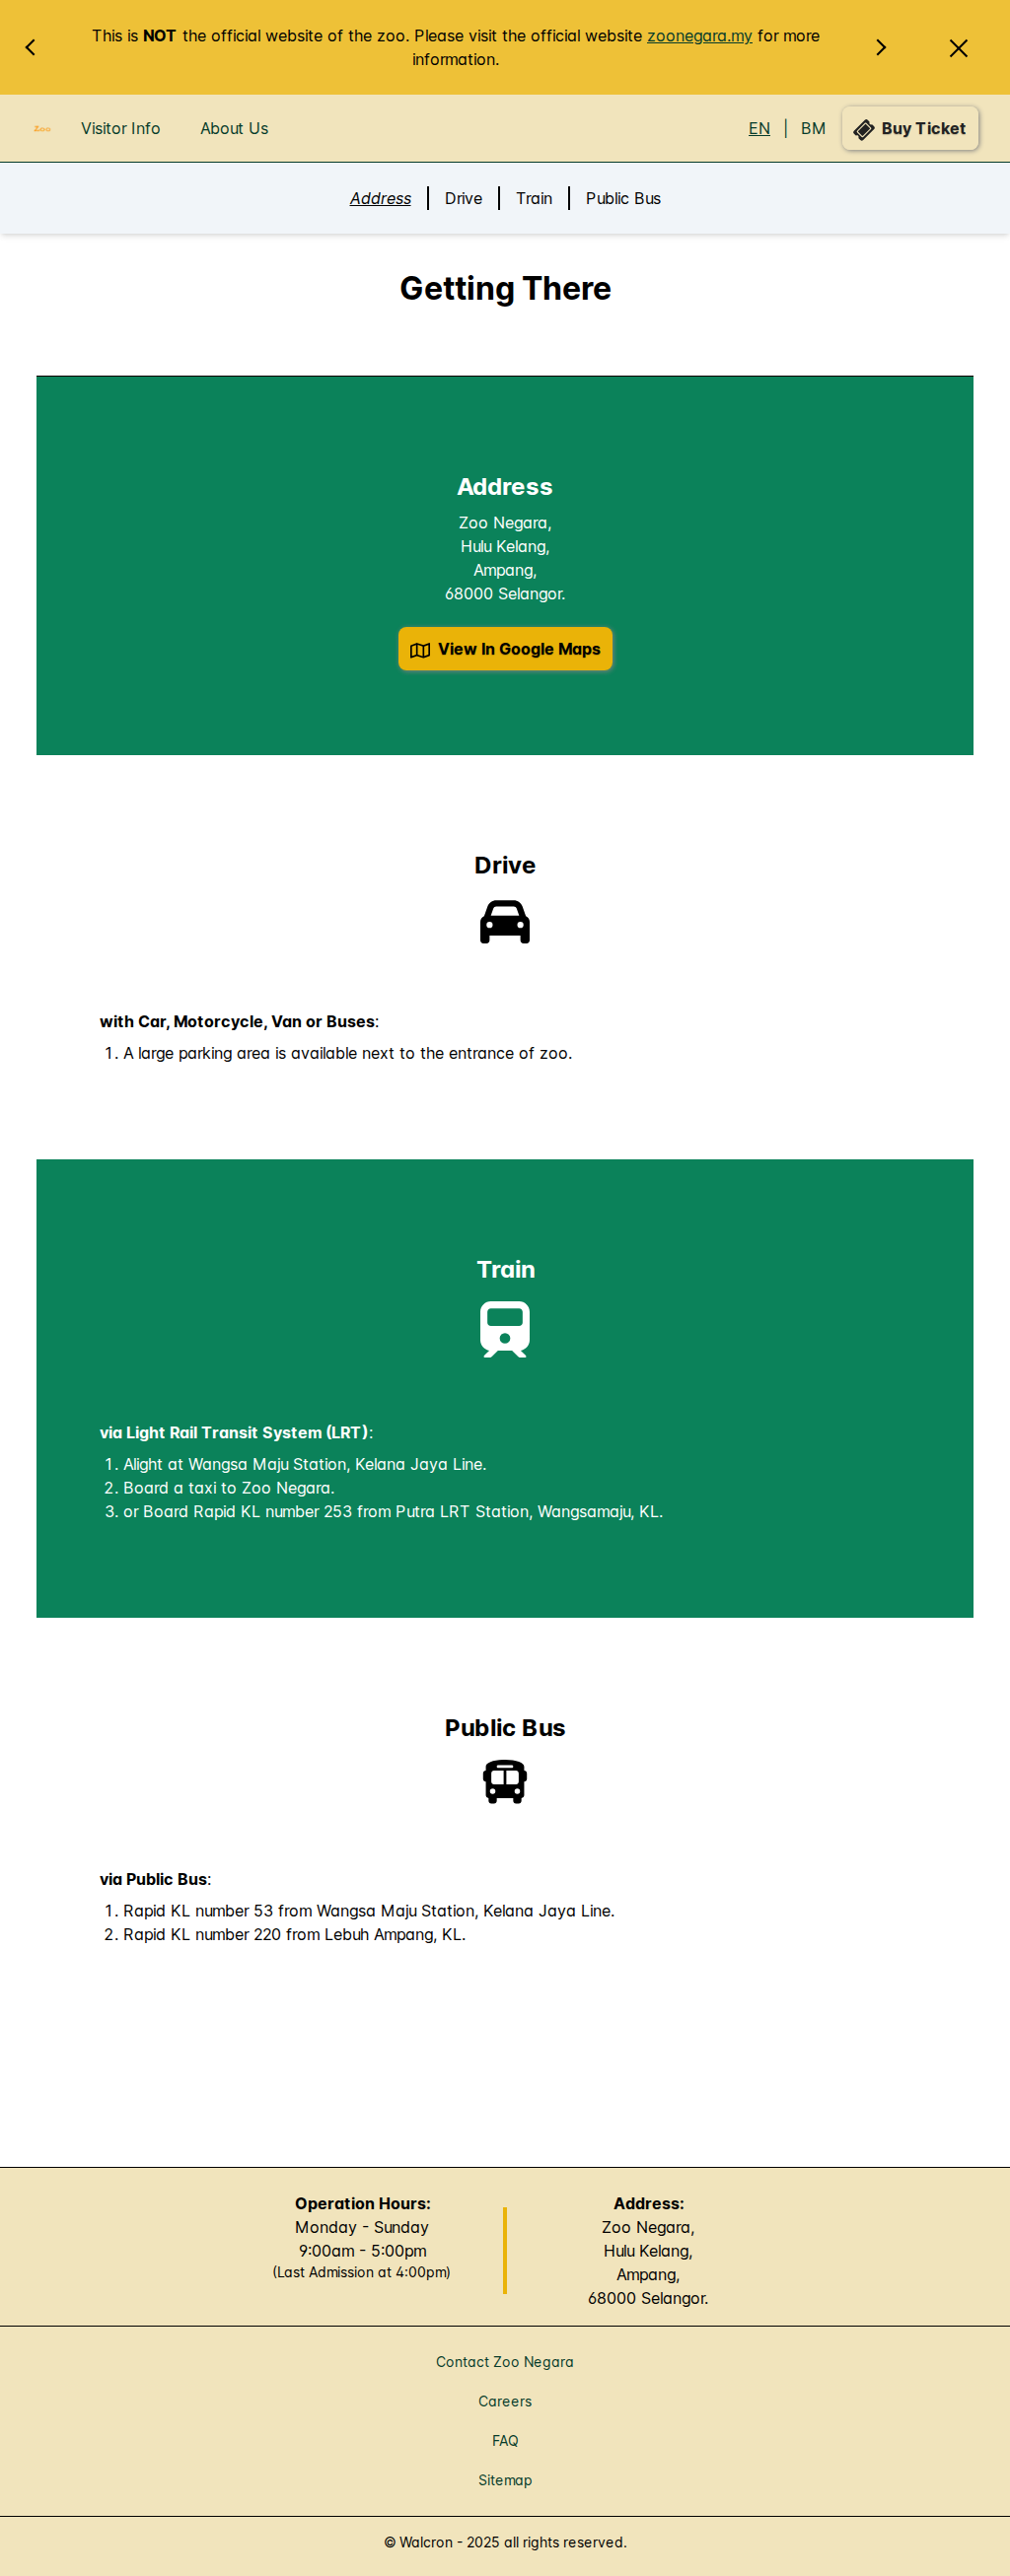 This is NOT the official website of the zoo. Please visit the official website zoonegara.my for more
information.
Zoo
Visitor Info
About Us
EN | BM
Buy Ticket
Address
Drive
Train
Public Bus
Getting There
Address
Zoo Negara,
Hulu Kelang,
Ampang,
68000 Selangor.
View In Google Maps
Drive
with Car, Motorcycle, Van or Buses:
1. A large parking area is available next to the entrance of zoo.
Train
via Light Rail Transit System (LRT):
1. Alight at Wangsa Maju Station, Kelana Jaya Line.
2. Board a taxi to Zoo Negara.
3. or Board Rapid KL number 253 from Putra LRT Station, Wangsamaju, KL.
Public Bus
via Public Bus:
1. Rapid KL number 53 from Wangsa Maju Station, Kelana Jaya Line.
2. Rapid KL number 220 from Lebuh Ampang, KL.
Operation Hours:
Monday - Sunday
9:00am - 5:00pm
(Last Admission at 4:00pm)
Address:
Zoo Negara,
Hulu Kelang,
Ampang,
68000 Selangor.
Contact Zoo Negara
Careers
FAQ
Sitemap
© Walcron - 2025 all rights reserved.